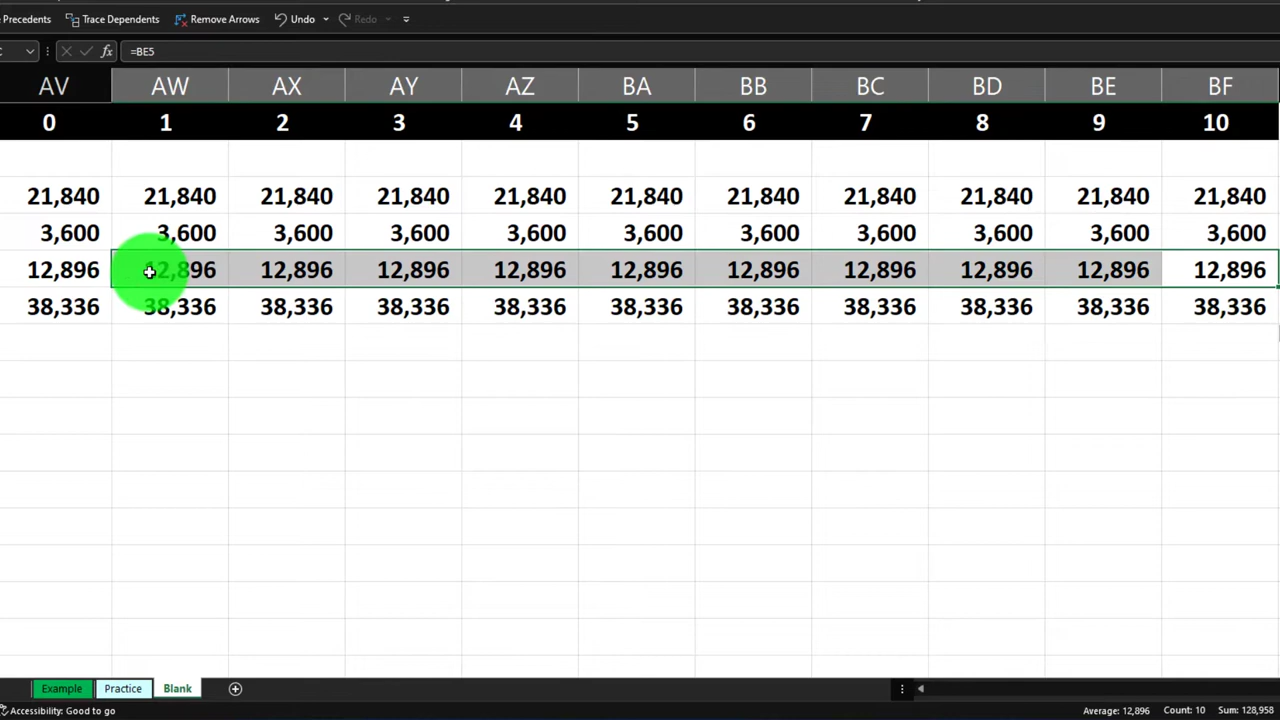 Precedents Trace Dependents Remove Arrows Undo Redo
fx =BE5
AV AW AX AY AZ BA BB BC BD BE BF
0 1 2 3 4 5 6 7 8 9 10
21,840 21,840 21,840 21,840 21,840 21,840 21,840 21,840 21,840 21,840 21,840
3,600 3,600 3,600 3,600 3,600 3,600 3,600 3,600 3,600 3,600 3,600
12,896 12,896 12,896 12,896 12,896 12,896 12,896 12,896 12,896 12,896 12,896
38,336 38,336 38,336 38,336 38,336 38,336 38,336 38,336 38,336 38,336 38,336
Example Practice Blank
Accessibility: Good to go Average: 12,896 Count: 10 Sum: 128,958